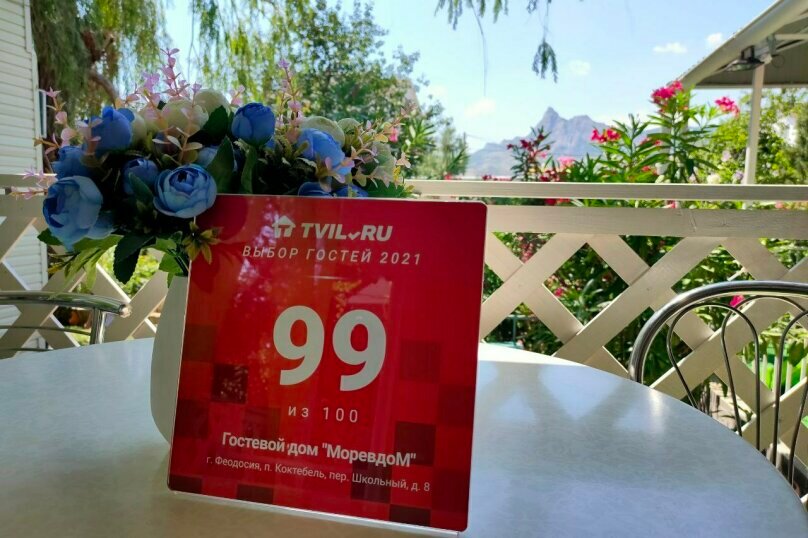 TVIL.RU
ВЫБОР ГОСТЕЙ 2021
99
из 100
Гостевой дом "МоревдоМ"
г. Феодосия, п. Коктебель, пер. Школьный, д. 8